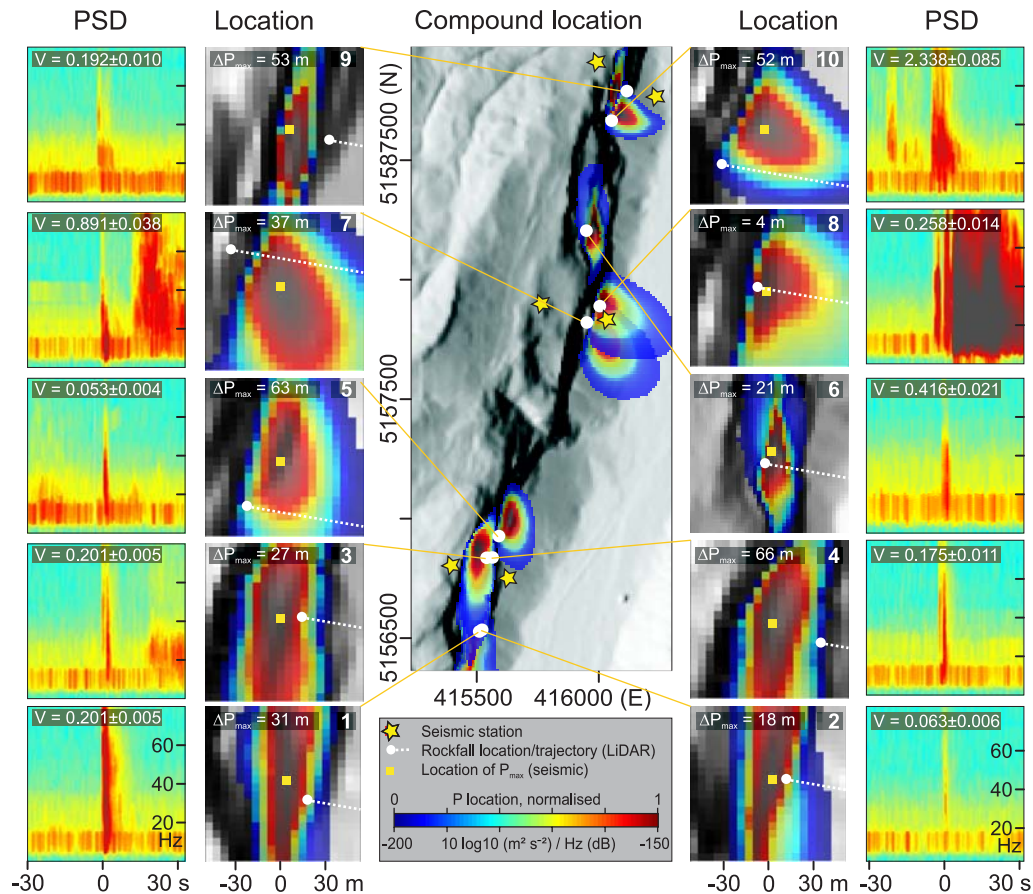 PSD
Location
Compound location
Location
PSD
V = 0.192±0.010
ΔPmax = 53 m
9
ΔPmax = 52 m
10
V = 2.338±0.085
V = 0.891±0.038
ΔPmax = 37 m
7
ΔPmax = 4 m
8
V = 0.258±0.014
V = 0.053±0.004
ΔPmax = 63 m
5
ΔPmax = 21 m
6
V = 0.416±0.021
V = 0.201±0.005
ΔPmax = 27 m
3
ΔPmax = 66 m
4
V = 0.175±0.011
V = 0.201±0.005
ΔPmax = 31 m
1
ΔPmax = 18 m
2
V = 0.063±0.006
5158500 (N)
5157500
5156500
415500
416000 (E)
60
40
20
Hz
60
40
20
Hz
Seismic station
Rockfall location/trajectory (LiDAR)
Location of Pmax (seismic)
0
P location, normalised
1
-200
10 log10 (m² s⁻²) / Hz (dB)
-150
-30
0
30 s
-30
0
30 m
-30
0
30 m
-30
0
30 s